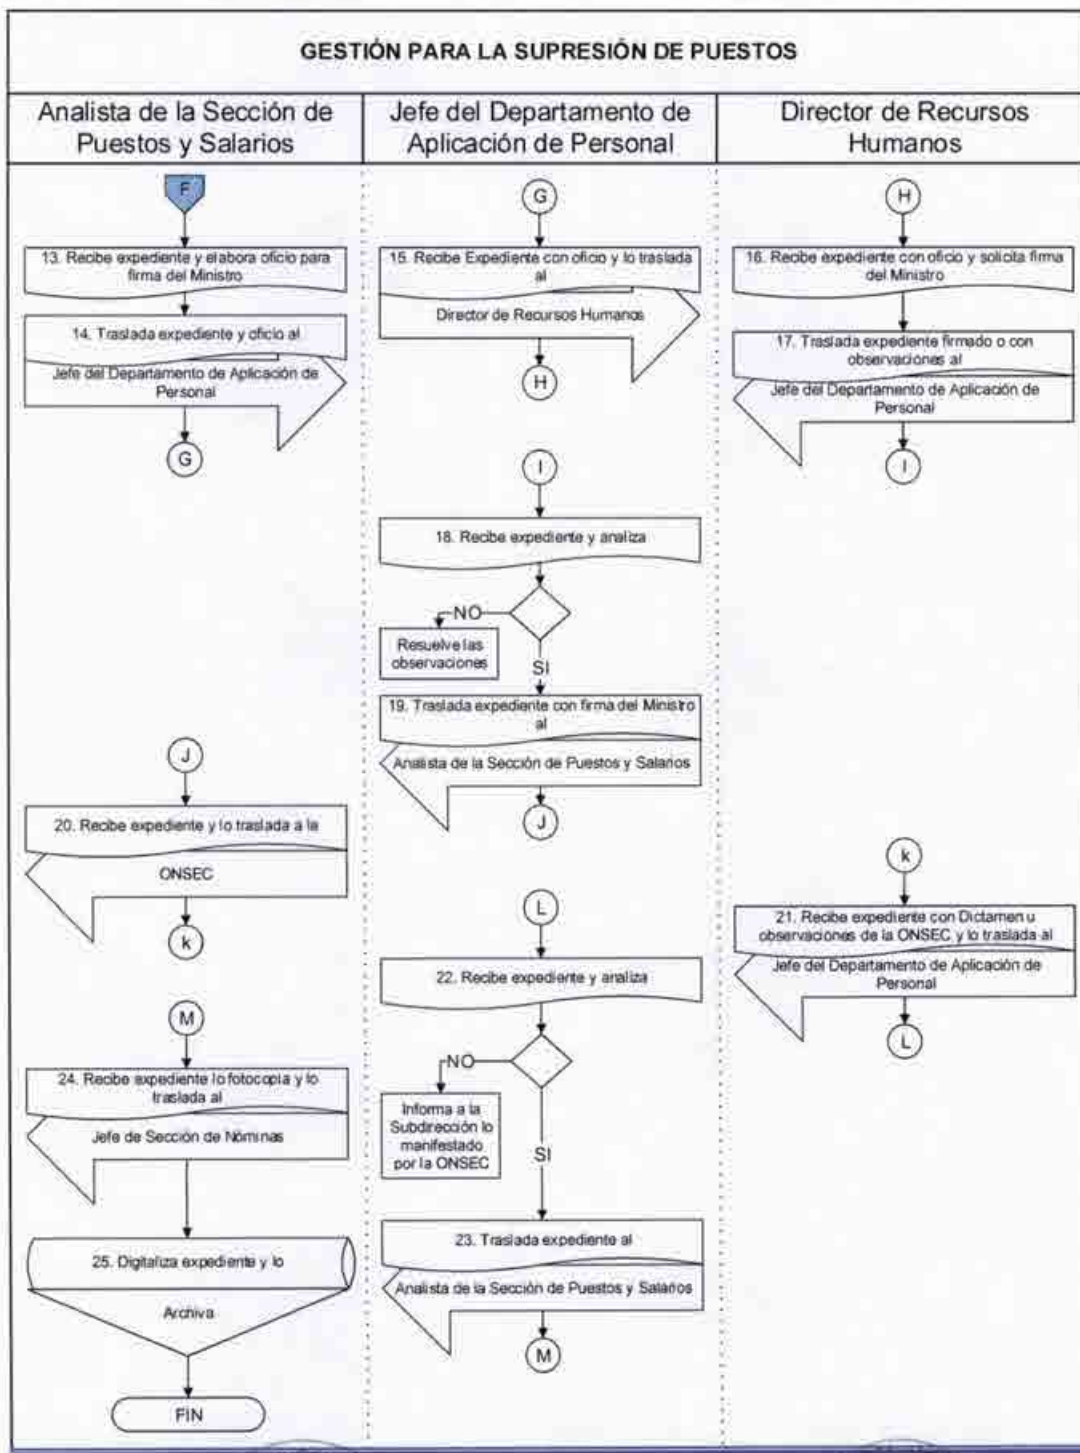 GESTIÓN PARA LA SUPRESIÓN DE PUESTOS
Analista de la Sección de
Puestos y Salarios
Jefe del Departamento de
Aplicación de Personal
Director de Recursos
Humanos
F
13. Recibe expediente y elabora oficio para
firma del Ministro
14. Traslada expediente y oficio al
Jefe del Departamento de Aplicación de
Personal
G
G
15. Recibe Expediente con oficio y lo traslada
al
Director de Recursos Humanos
H
H
16. Recibe expediente con oficio y solicita firma
del Ministro
17. Traslada expediente firmado o con
observaciones al
Jefe del Departamento de Aplicación de
Personal
I
I
18. Recibe expediente y analiza
NO
Resuelve las
observaciones
SI
19. Traslada expediente con firma del Ministro
al
Analista de la Sección de Puestos y Salarios
J
J
20. Recibe expediente y lo traslada a la
ONSEC
k
k
21. Recibe expediente con Dictamen u
observaciones de la ONSEC y lo traslada al
Jefe del Departamento de Aplicación de
Personal
L
L
22. Recibe expediente y analiza
NO
Informa a la
Subdirección lo
manifestado
por la ONSEC
SI
23. Traslada expediente al
Analista de la Sección de Puestos y Salarios
M
M
24. Recibe expediente lo fotocopia y lo
traslada al
Jefe de Sección de Nóminas
25. Digitaliza expediente y lo
Archiva
FIN